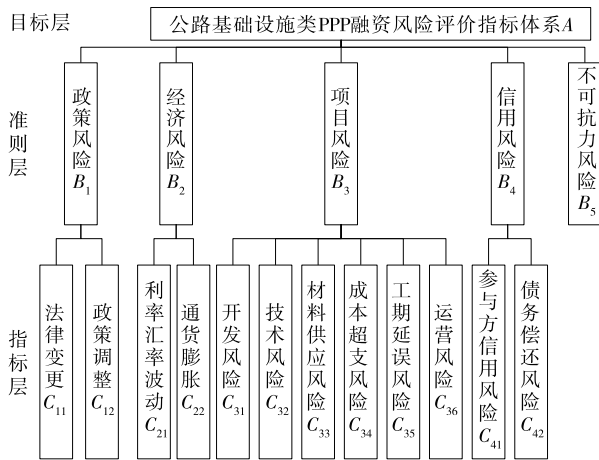 目标层
公路基础设施类PPP融资风险评价指标体系A
准则层
政策风险B1
经济风险B2
项目风险B3
信用风险B4
不可抗力风险B5
指标层
法律变更C11
政策调整C12
利率汇率波动C21
通货膨胀C22
开发风险C31
技术风险C32
材料供应风险C33
成本超支风险C34
工期延误风险C35
运营风险C36
参与方信用风险C41
债务偿还风险C42